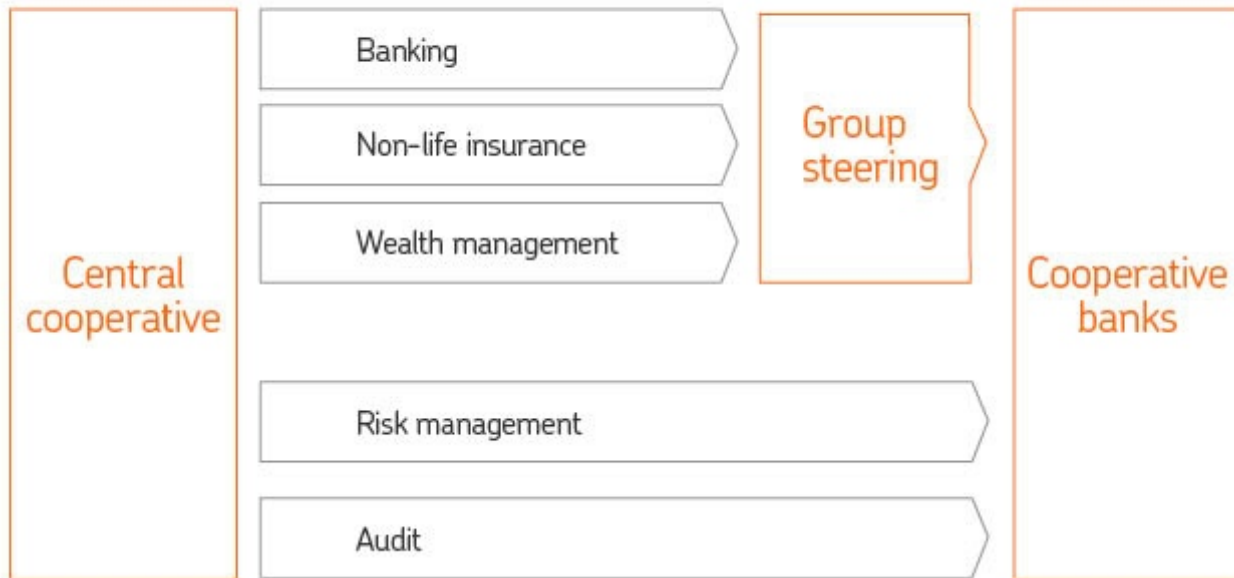 Central
cooperative
Banking
Non-life insurance
Wealth management
Group
steering
Risk management
Audit
Cooperative
banks